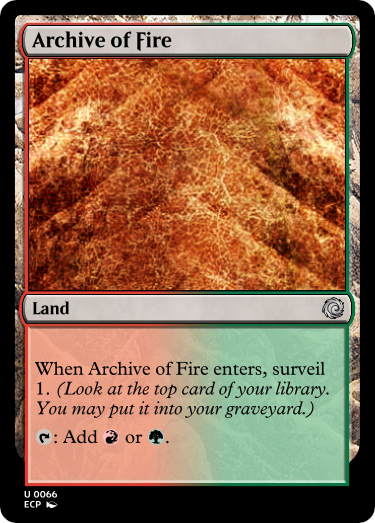 Archive of Fire
Land
When Archive of Fire enters, surveil
1. (Look at the top card of your library.
You may put it into your graveyard.)
: Add or .
U 0066
ECP